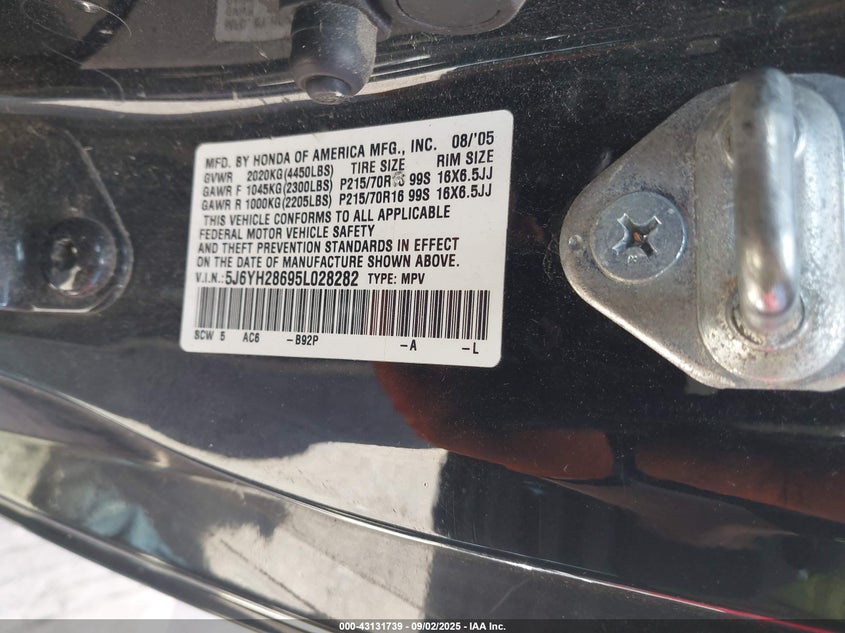 MFD. BY HONDA OF AMERICA MFG., INC. 08/'05
GVWR 2020KG(4450LBS) TIRE SIZE RIM SIZE
GAWR F 1045KG(2300LBS) P215/70R16 99S 16X6.5JJ
GAWR R 1000KG(2205LBS) P215/70R16 99S 16X6.5JJ
THIS VEHICLE CONFORMS TO ALL APPLICABLE
FEDERAL MOTOR VEHICLE SAFETY
AND THEFT PREVENTION STANDARDS IN EFFECT
ON THE DATE OF MANUFACTURE SHOWN ABOVE.
V.I.N.:5J6YH28695L028282 TYPE: MPV
SCW 5 AC6 -B92P -A -L
000-43131739 - 09/02/2025 - IAA Inc.